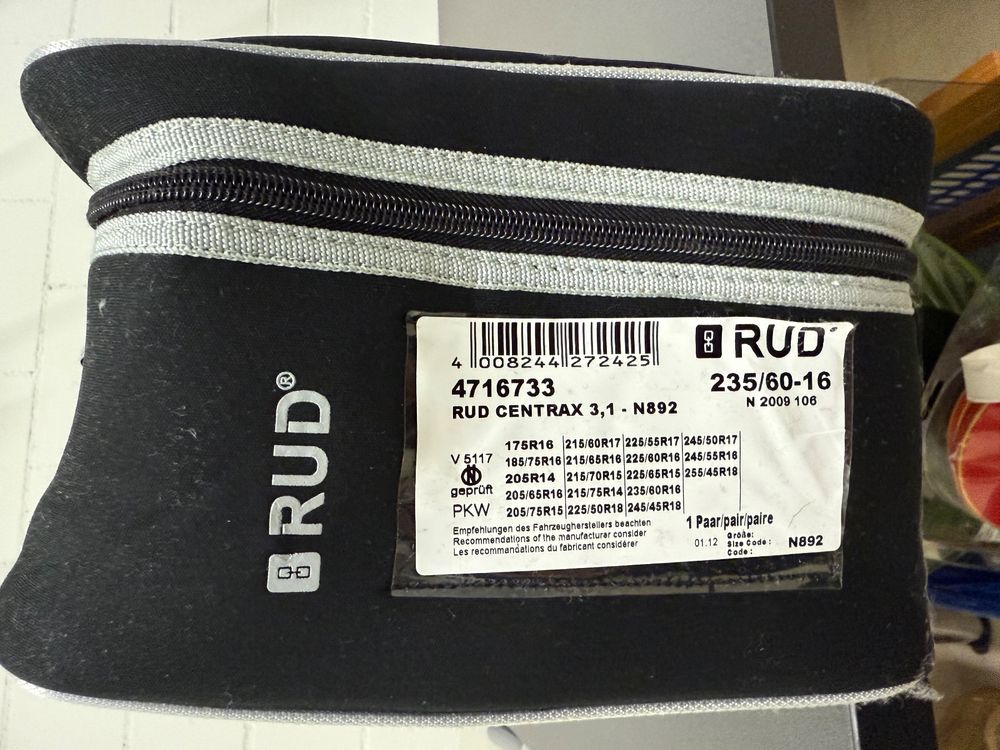 RUD®
4 008244 272425
RUD®
4716733
235/60-16
RUD CENTRAX 3,1 - N892
N 2009 106
V 5117
geprüft
PKW
175R16 215/60R17 225/55R17 245/50R17
185/75R16 215/65R16 225/60R16 245/55R16
205R14 215/70R15 225/65R15 255/45R18
205/65R16 215/75R14 235/60R16
205/75R15 225/50R18 245/45R18
Empfehlungen des Fahrzeugherstellers beachten
Recommendations of the manufacturer consider
Les recommandations du fabricant considérer
1 Paar/pair/paire
01.12
Größe:
Size Code: N892
Code: